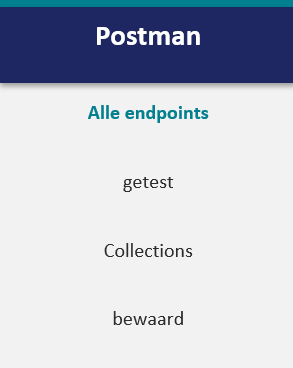 Postman
Alle endpoints
getest
Collections
bewaard